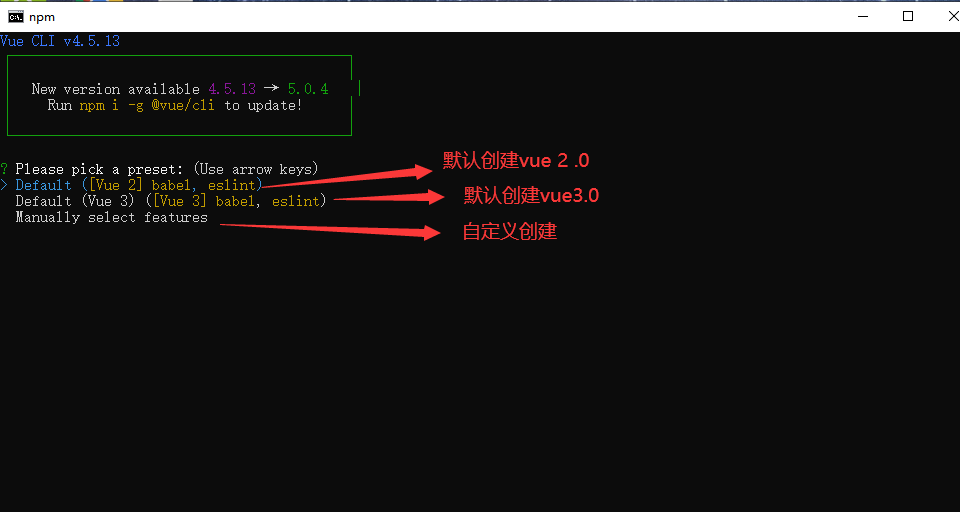 npm
Vue CLI v4.5.13
New version available 4.5.13 → 5.0.4
Run npm i -g @vue/cli to update!
? Please pick a preset: (Use arrow keys)
> Default ([Vue 2] babel, eslint)
Default (Vue 3) ([Vue 3] babel, eslint)
Manually select features
默认创建vue 2 .0
默认创建vue3.0
自定义创建